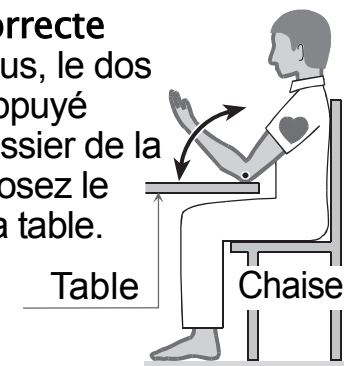 orrecte
us, le dos
ppuyé
ssier de la
osez le
a table.
Table
Chaise